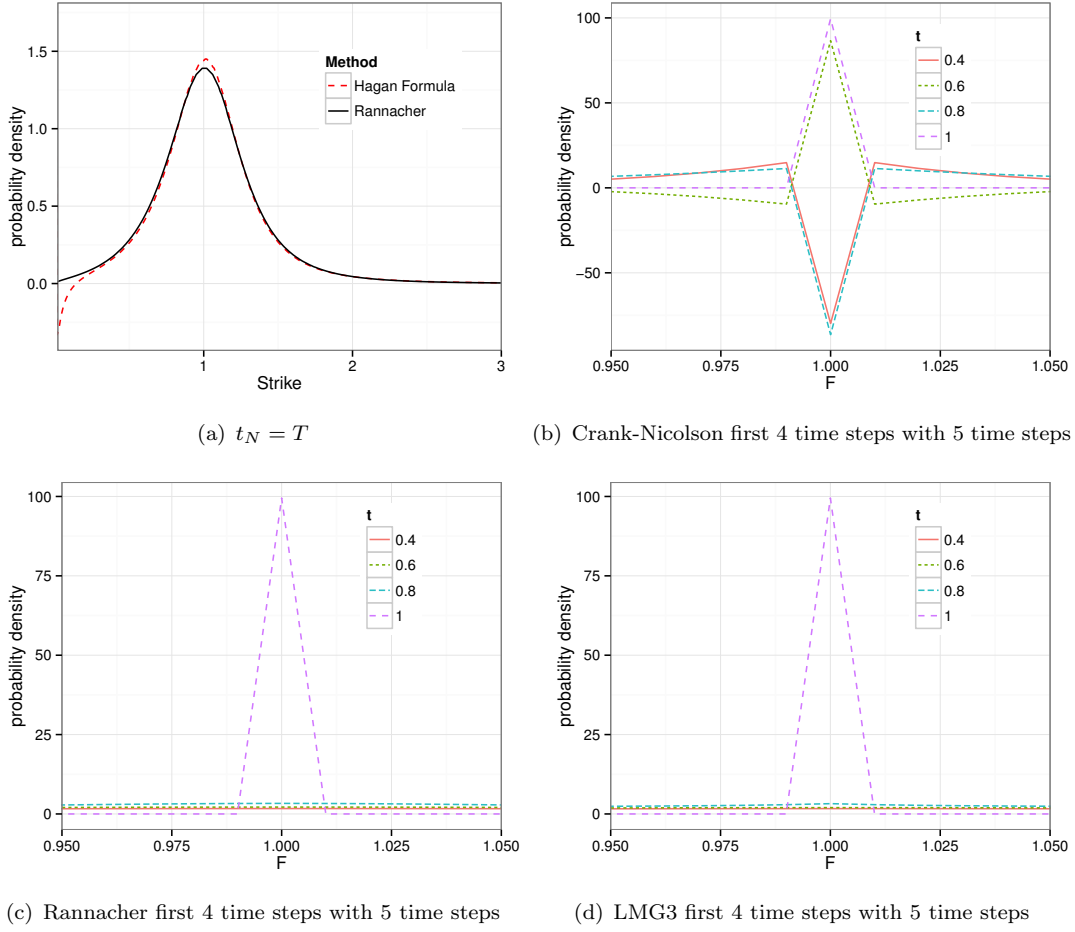 1.5
1.0
0.5
0.0
probability density
Method
Hagan Formula
Rannacher
1
2
3
Strike
(a) t_N = T
100
50
0
−50
probability density
t
0.4
0.6
0.8
1
0.950
0.975
1.000
1.025
1.050
F
(b) Crank-Nicolson first 4 time steps with 5 time steps
100
75
50
25
0
probability density
t
0.4
0.6
0.8
1
0.950
0.975
1.000
1.025
1.050
F
(c) Rannacher first 4 time steps with 5 time steps
100
75
50
25
0
probability density
t
0.4
0.6
0.8
1
0.950
0.975
1.000
1.025
1.050
F
(d) LMG3 first 4 time steps with 5 time steps